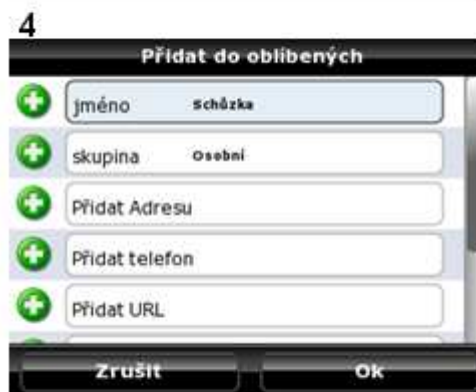 4
Přidat do oblíbených
jméno Schůzka
skupina Osobní
Přidat Adresu
Přidat telefon
Přidat URL
Zrušit Ok